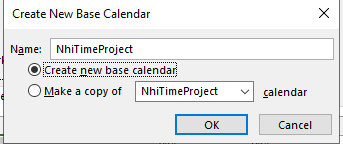 Create New Base Calendar
Name: NhiTimeProject
Create new base calendar
Make a copy of NhiTimeProject calendar
OK Cancel